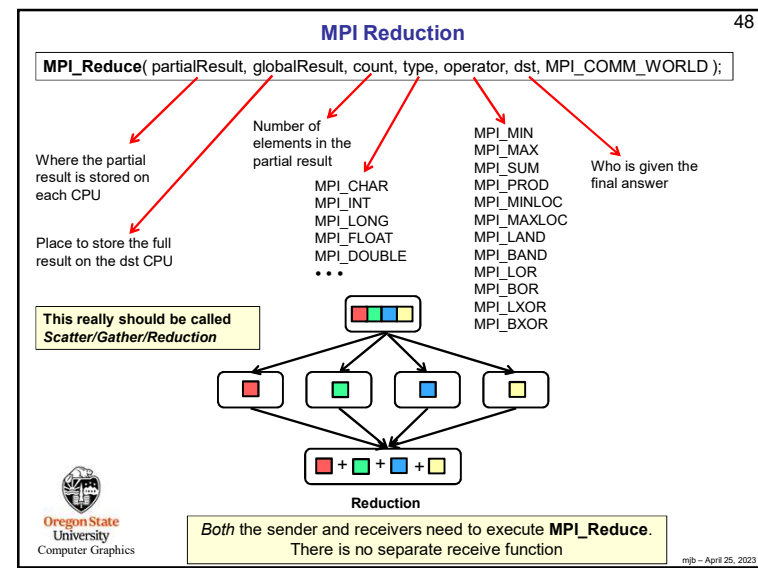 48
MPI Reduction
MPI_Reduce( partialResult, globalResult, count, type, operator, dst, MPI_COMM_WORLD );
Where the partial
result is stored on
each CPU
Place to store the full
result on the dst CPU
Number of
elements in the
partial result
MPI_CHAR
MPI_INT
MPI_LONG
MPI_FLOAT
MPI_DOUBLE
• • •
MPI_MIN
MPI_MAX
MPI_SUM
MPI_PROD
MPI_MINLOC
MPI_MAXLOC
MPI_LAND
MPI_BAND
MPI_LOR
MPI_BOR
MPI_LXOR
MPI_BXOR
Who is given the
final answer
This really should be called
Scatter/Gather/Reduction
+ + +
Reduction
Both the sender and receivers need to execute MPI_Reduce.
There is no separate receive function
Oregon State
University
Computer Graphics
mjb – April 25, 2023